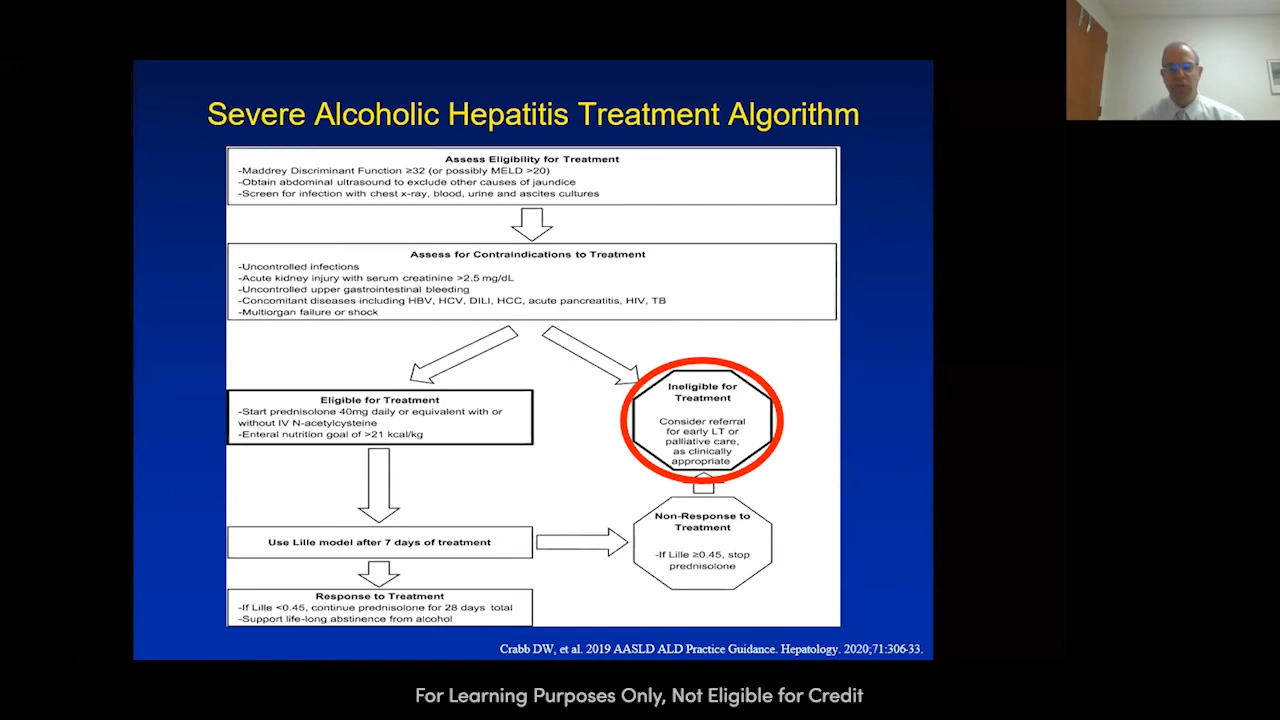 Severe Alcoholic Hepatitis Treatment Algorithm
Assess Eligibility for Treatment
-Maddrey Discriminant Function ≥32 (or possibly MELD >20)
-Obtain abdominal ultrasound to exclude other causes of jaundice
-Screen for infection with chest x-ray, blood, urine and ascites cultures
Assess for Contraindications to Treatment
-Uncontrolled infections
-Acute kidney injury with serum creatinine >2.5 mg/dL
-Uncontrolled upper gastrointestinal bleeding
-Concomitant diseases including HBV, HCV, DILI, HCC, acute pancreatitis, HIV, TB
-Multiorgan failure or shock
Eligible for Treatment
-Start prednisolone 40mg daily or equivalent with or
without IV N-acetylcysteine
-Enteral nutrition goal of >21 kcal/kg
Ineligible for
Treatment
Consider referral
for early LT or
palliative care,
as clinically
appropriate
Use Lille model after 7 days of treatment
Non-Response to
Treatment
-If Lille ≥0.45, stop
prednisolone
Response to Treatment
-If Lille <0.45, continue prednisolone for 28 days total
-Support life-long abstinence from alcohol
Crabb DW, et al. 2019 AASLD ALD Practice Guidance. Hepatology. 2020;71:306-33.
For Learning Purposes Only, Not Eligible for Credit